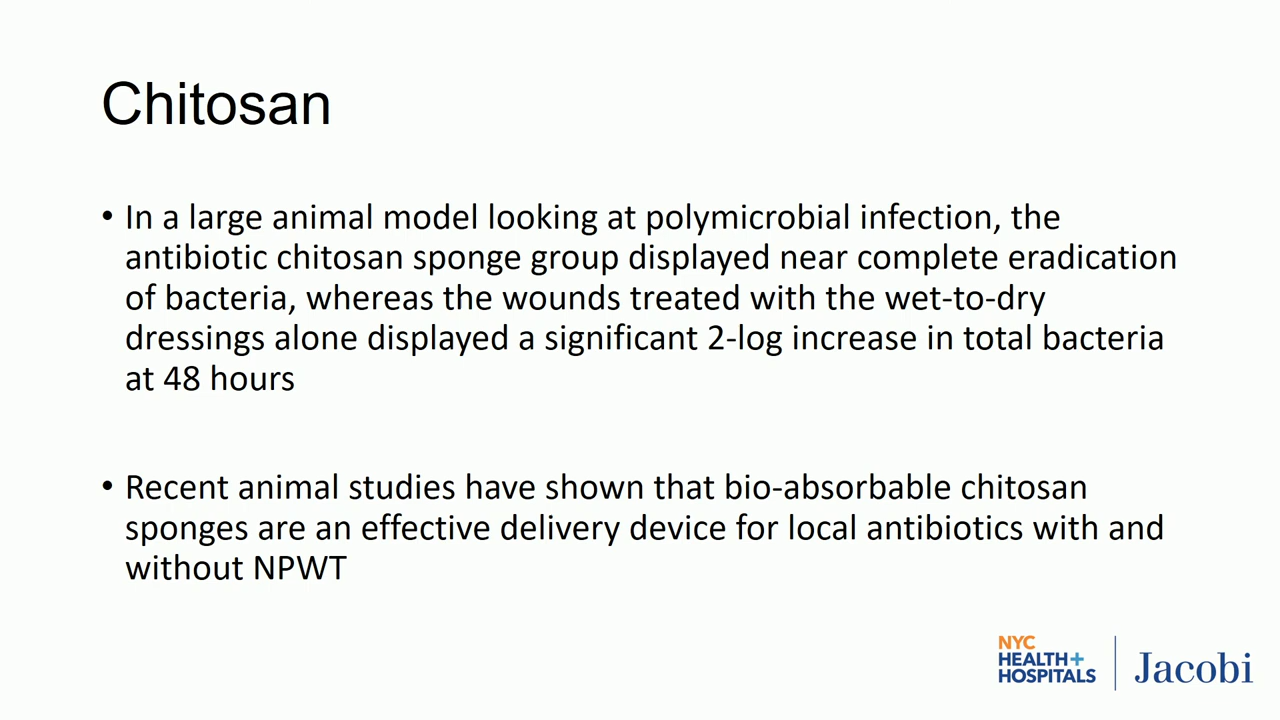 Chitosan
• In a large animal model looking at polymicrobial infection, the
antibiotic chitosan sponge group displayed near complete eradication
of bacteria, whereas the wounds treated with the wet-to-dry
dressings alone displayed a significant 2-log increase in total bacteria
at 48 hours
• Recent animal studies have shown that bio-absorbable chitosan
sponges are an effective delivery device for local antibiotics with and
without NPWT
NYC
HEALTH+
HOSPITALS
Jacobi